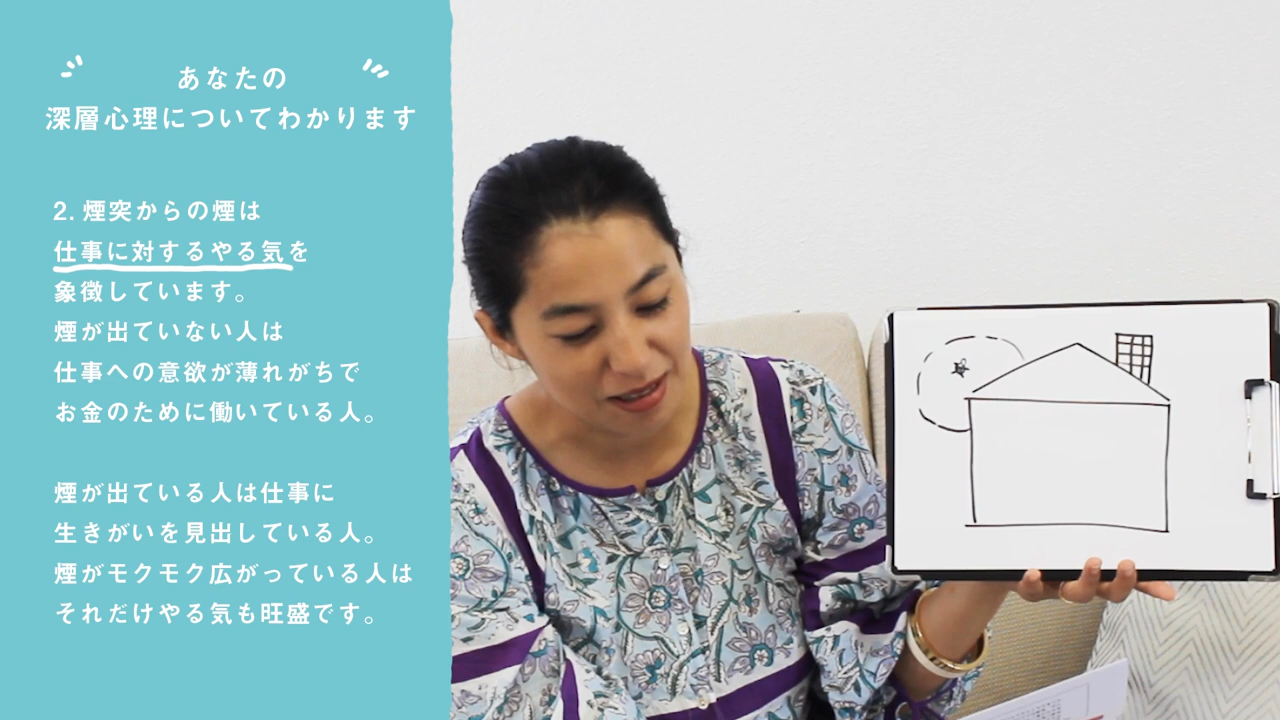 あなたの
深層心理についてわかります
2. 煙突からの煙は
仕事に対するやる気を
象徴しています。
煙が出ていない人は
仕事への意欲が薄れがちで
お金のために働いている人。
煙が出ている人は仕事に
生きがいを見出している人。
煙がモクモク広がっている人は
それだけやる気も旺盛です。